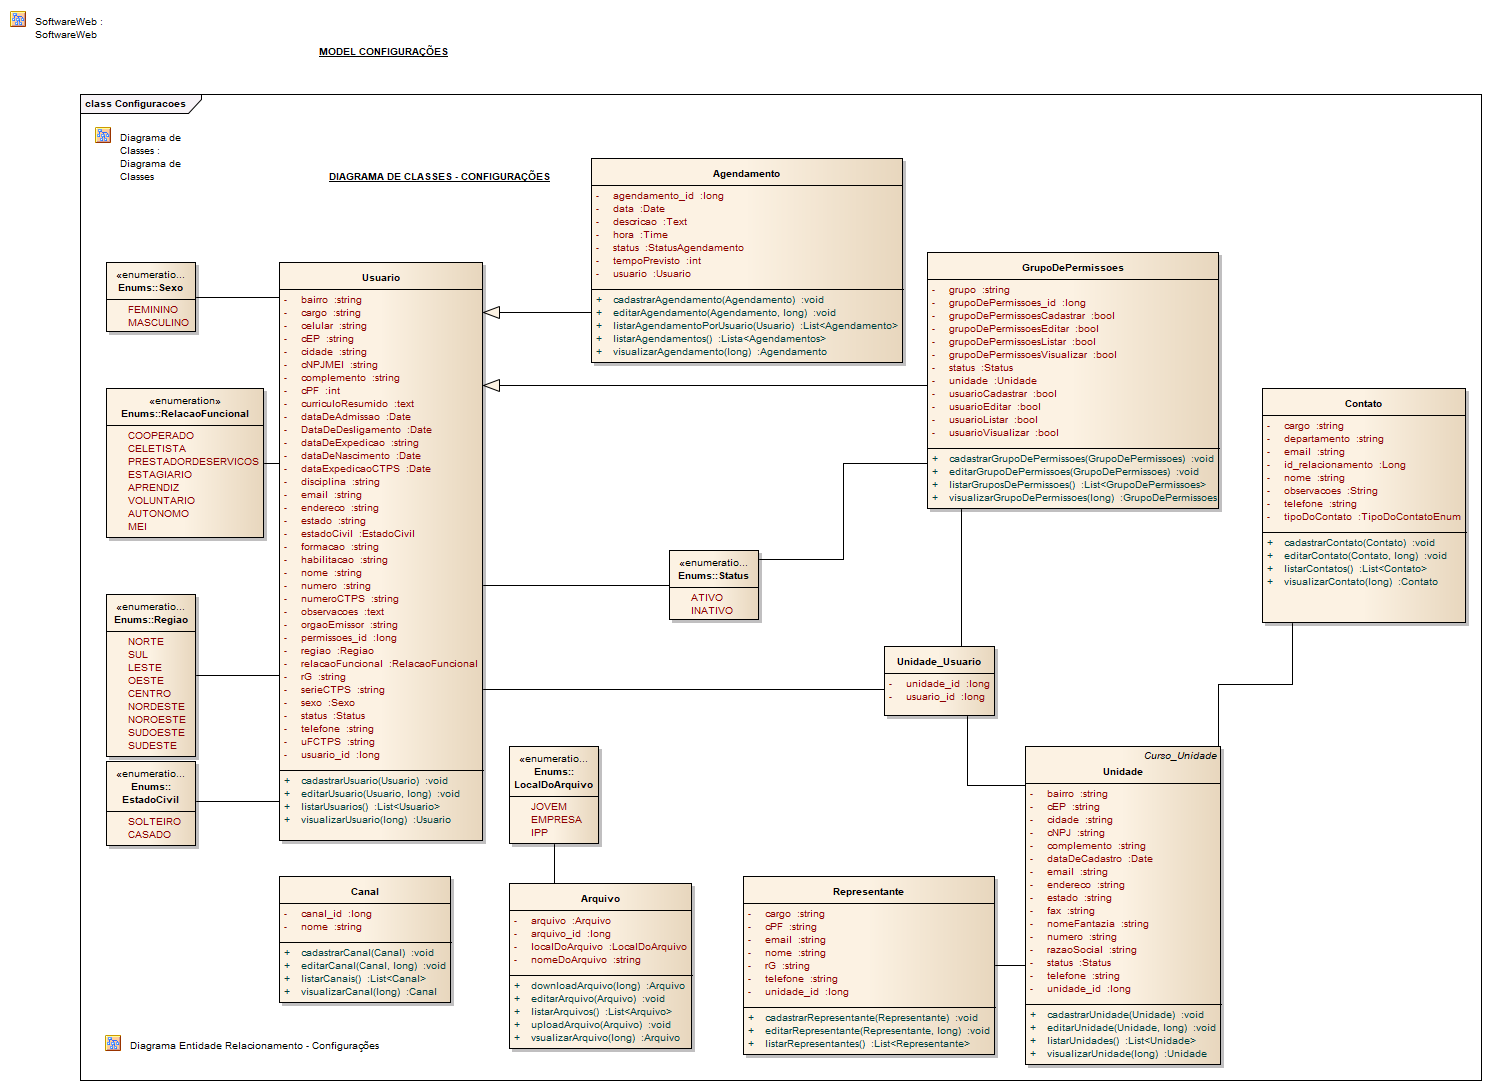 SoftwareWeb :
SoftwareWeb
MODEL CONFIGURAÇÕES
class Configuracoes
Diagrama de
Classes :
Diagrama de
Classes
DIAGRAMA DE CLASSES - CONFIGURAÇÕES
Agendamento
- agendamento_id :long
- data :Date
- descricao :Text
- hora :Time
- status :StatusAgendamento
- tempoPrevisto :int
- usuario :Usuario
+ cadastrarAgendamento(Agendamento) :void
+ editarAgendamento(Agendamento, long) :void
+ listarAgendamentoPorUsuario(Usuario) :List<Agendamento>
+ listarAgendamentos() :Lista<Agendamentos>
+ visualizarAgendamento(long) :Agendamento
GrupoDePermissoes
- grupo :string
- grupoDePermissoes_id :long
- grupoDePermissoesCadastrar :bool
- grupoDePermissoesEditar :bool
- grupoDePermissoesListar :bool
- grupoDePermissoesVisualizar :bool
- status :Status
- unidade :Unidade
- usuarioCadastrar :bool
- usuarioEditar :bool
- usuarioListar :bool
- usuarioVisualizar :bool
+ cadastrarGrupoDePermissoes(GrupoDePermissoes) :void
+ editarGrupoDePermissoes(GrupoDePermissoes) :void
+ listarGruposDePermissoes() :List<GrupoDePermissoes>
+ visualizarGrupoDePermissoes(long) :GrupoDePermissoes
«enumeratio...
Enums::Sexo
FEMININO
MASCULINO
Usuario
- bairro :string
- cargo :string
- celular :string
- cEP :string
- cidade :string
- cNPJMEI :string
- complemento :string
- cPF :int
- curriculoResumido :text
- dataDeAdmissao :Date
- DataDeDesligamento :Date
- dataDeExpedicao :string
- dataDeNascimento :Date
- dataExpedicaoCTPS :Date
- disciplina :string
- email :string
- endereco :string
- estado :string
- estadoCivil :EstadoCivil
- formacao :string
- habilitacao :string
- nome :string
- numero :string
- numeroCTPS :string
- observacoes :text
- orgaoEmissor :string
- permissoes_id :long
- regiao :Regiao
- relacaoFuncional :RelacaoFuncional
- rG :string
- serieCTPS :string
- sexo :Sexo
- status :Status
- telefone :string
- uFCTPS :string
- usuario_id :long
+ cadastrarUsuario(Usuario) :void
+ editarUsuario(Usuario, long) :void
+ listarUsuarios() :List<Usuario>
+ visualizarUsuario(long) :Usuario
«enumeration»
Enums::RelacaoFuncional
COOPERADO
CELETISTA
PRESTADORDESERVICOS
ESTAGIARIO
APRENDIZ
VOLUNTARIO
AUTONOMO
MEI
Contato
- cargo :string
- departamento :string
- email :string
- id_relacionamento :Long
- nome :string
- observacoes :String
- telefone :string
- tipoDoContato :TipoDoContatoEnum
+ cadastrarContato(Contato) :void
+ editarContato(Contato, long) :void
+ listarContatos() :List<Contato>
+ visualizarContato(long) :Contato
«enumeratio...
Enums::Status
ATIVO
INATIVO
«enumeratio...
Enums::Regiao
NORTE
SUL
LESTE
OESTE
CENTRO
NORDESTE
NOROESTE
SUDOESTE
SUDESTE
Unidade_Usuario
- unidade_id :long
- usuario_id :long
«enumeratio...
Enums::
EstadoCivil
SOLTEIRO
CASADO
«enumeratio...
Enums::
LocalDoArquivo
JOVEM
EMPRESA
IPP
Curso_Unidade
Unidade
- bairro :string
- cEP :string
- cidade :string
- cNPJ :string
- complemento :string
- dataDeCadastro :Date
- email :string
- endereco :string
- estado :string
- fax :string
- nomeFantazia :string
- numero :string
- razaoSocial :string
- status :Status
- telefone :string
- unidade_id :long
+ cadastrarUnidade(Unidade) :void
+ editarUnidade(Unidade, long) :void
+ listarUnidades() :List<Unidade>
+ visualizarUnidade(long) :Unidade
Canal
- canal_id :long
- nome :string
+ cadastrarCanal(Canal) :void
+ editarCanal(Canal, long) :void
+ listarCanais() :List<Canal>
+ visualizarCanal(long) :Canal
Arquivo
- arquivo :Arquivo
- arquivo_id :long
- localDoArquivo :LocalDoArquivo
- nomeDoArquivo :string
+ downloadArquivo(long) :Arquivo
+ editarArquivo(Arquivo) :void
+ listarArquivos() :List<Arquivo>
+ uploadArquivo(Arquivo) :void
+ vsualizarArquivo(long) :Arquivo
Representante
- cargo :string
- cPF :string
- email :string
- nome :string
- rG :string
- telefone :string
- unidade_id :long
+ cadastrarRepresentante(Representante) :void
+ editarRepresentante(Representante, long) :void
+ listarRepresentantes() :List<Representante>
Diagrama Entidade Relacionamento - Configurações